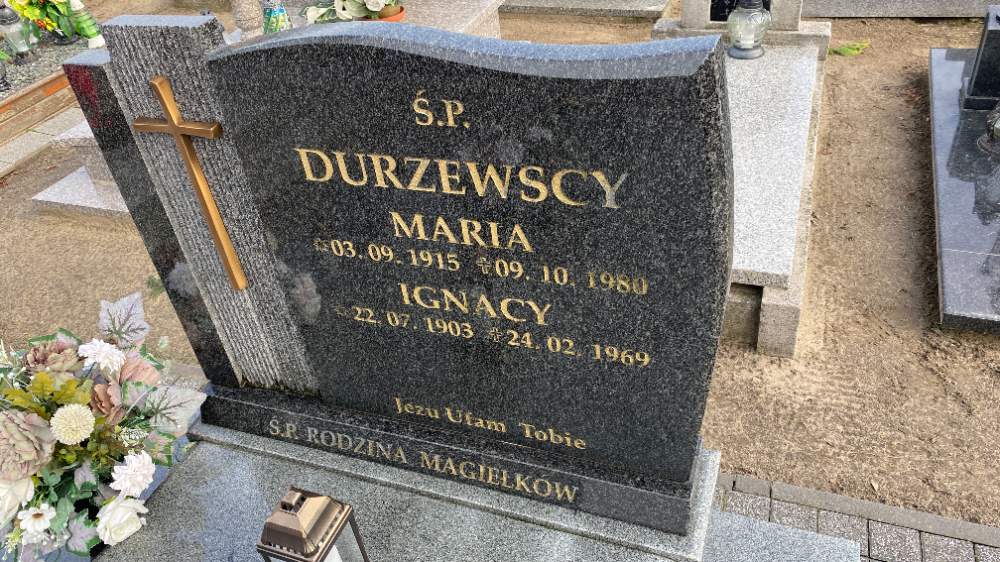 Ś.P.
DURZEWSCY
MARIA
03. 09. 1915 09. 10. 1980
IGNACY
22. 07. 1903 24. 02. 1969
Jezu Ufam Tobie
Ś.P. RODZINA MAGIEŁKÓW